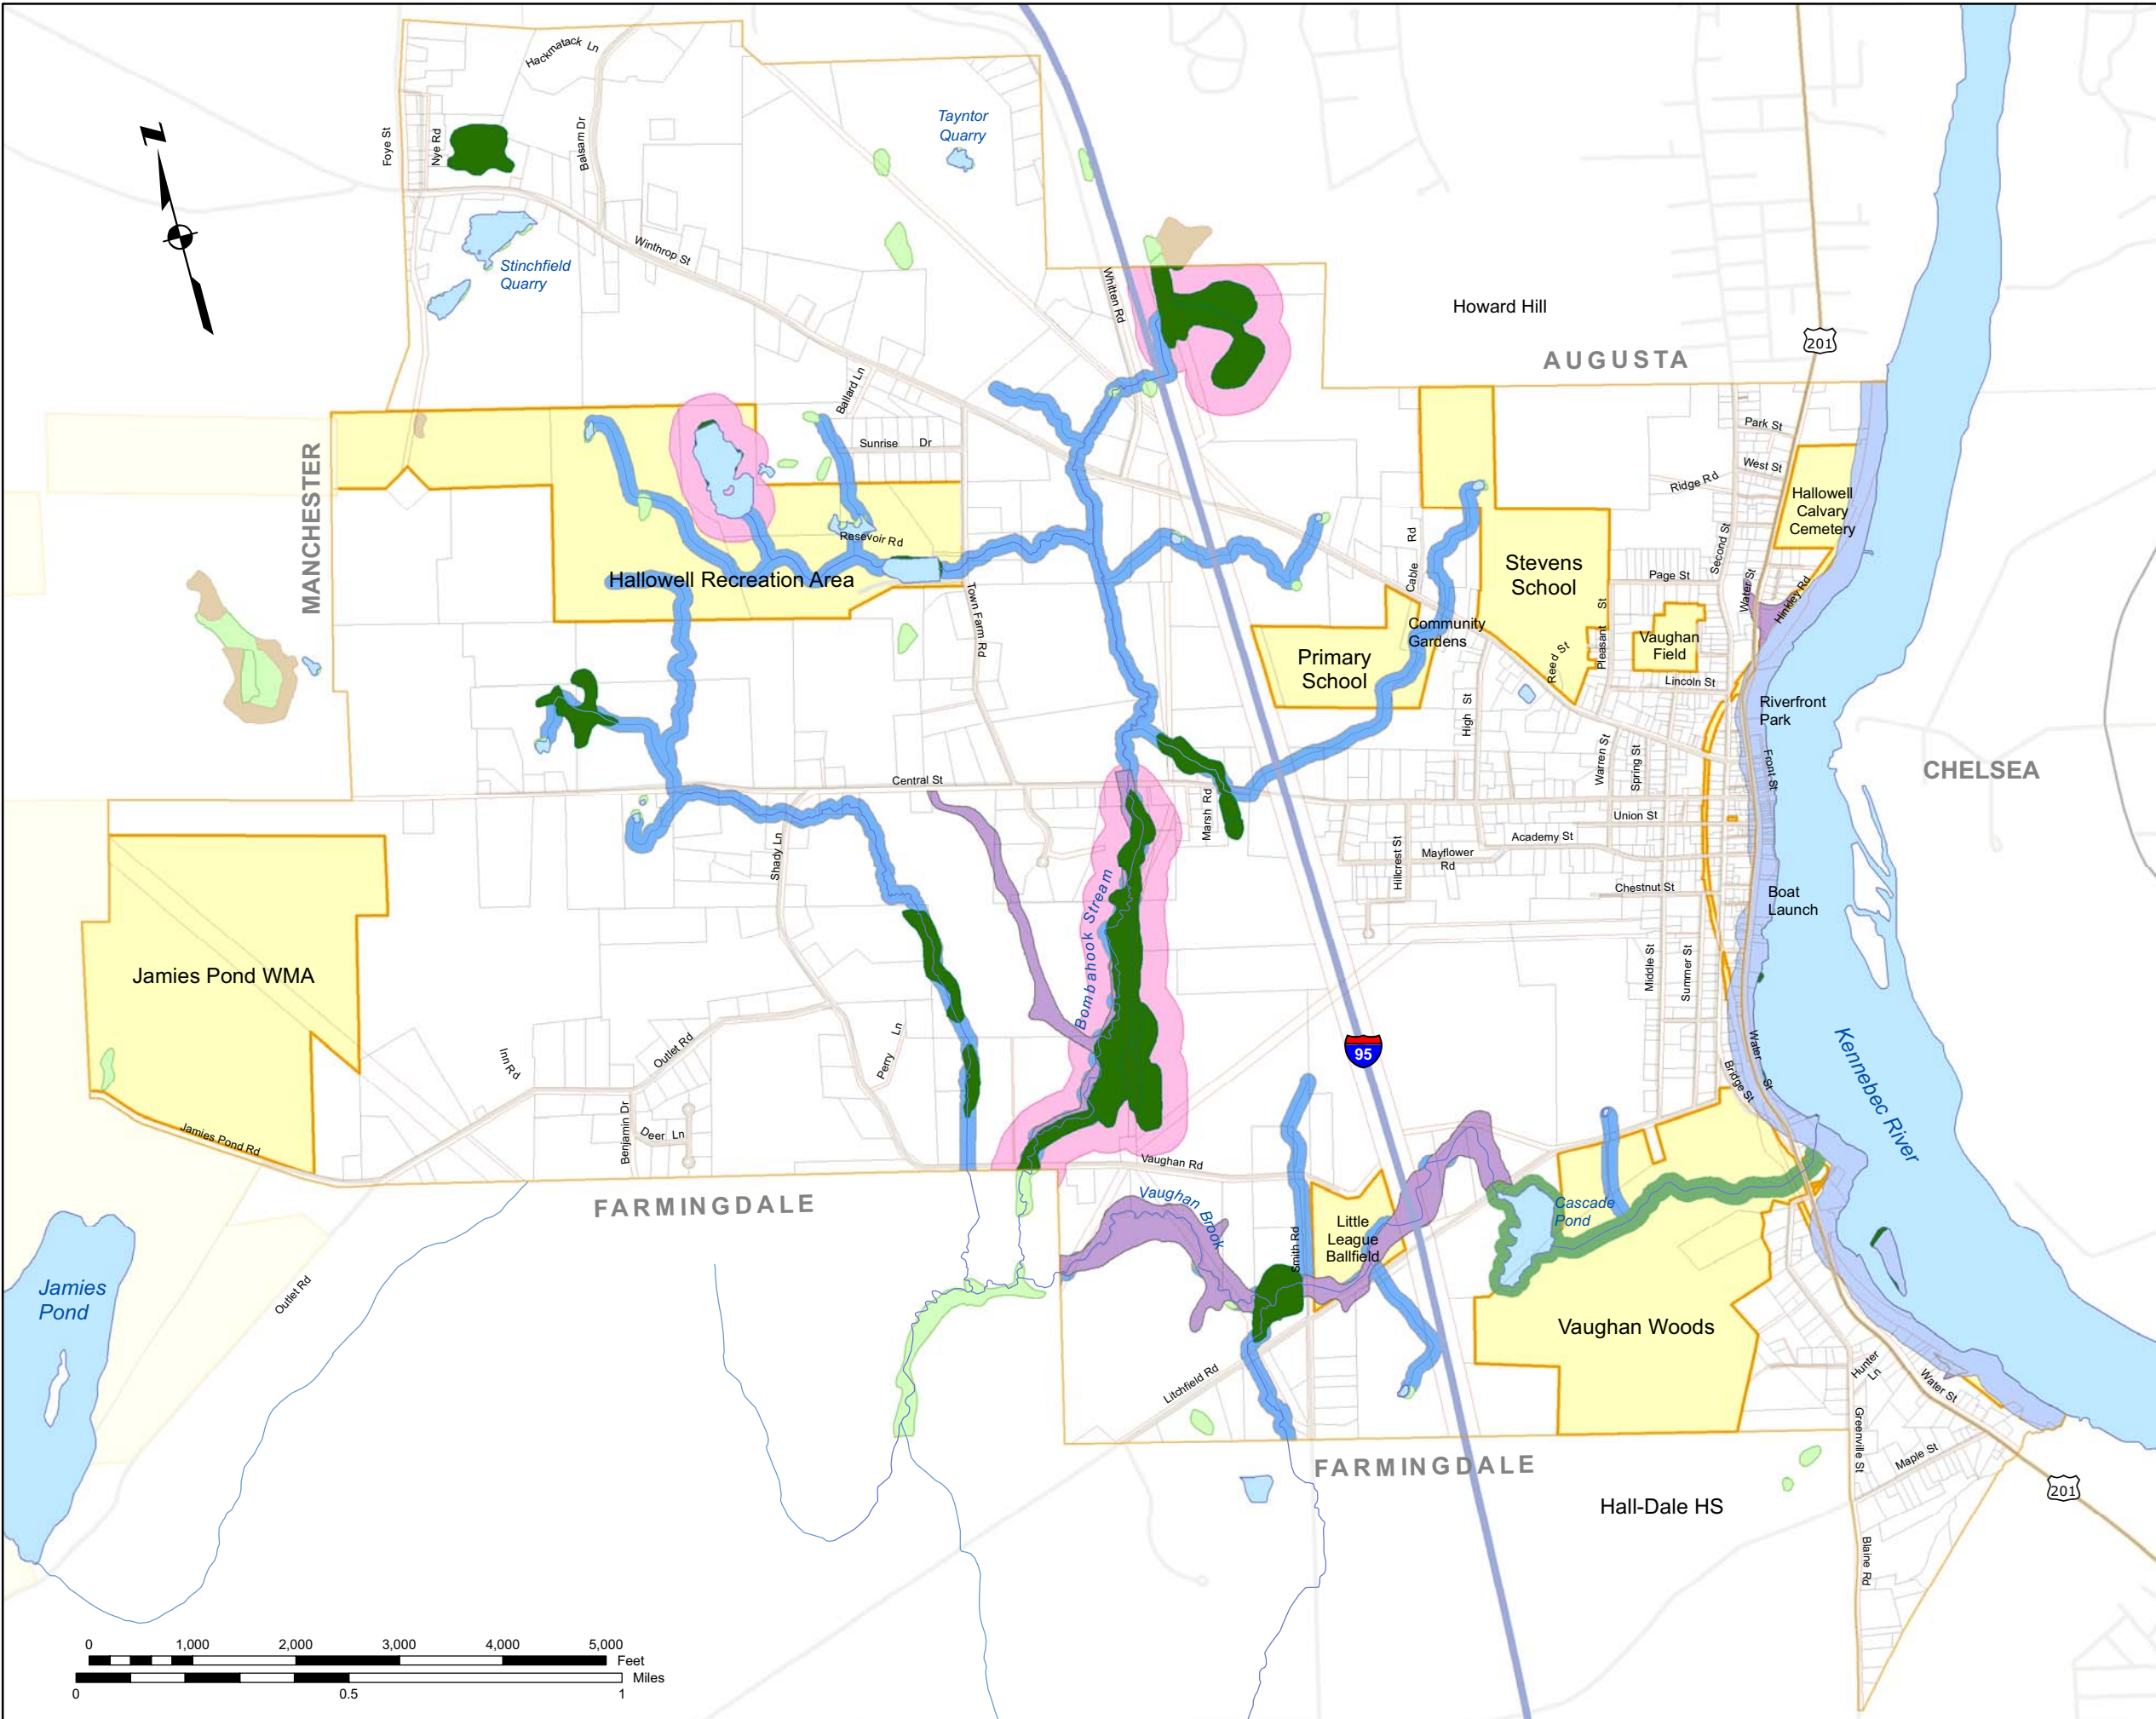 Hackmatack Ln
Foye St
Nye Rd
Balsam Dr
Tayntor
Quarry
N
Stinchfield
Quarry
Winthrop St
Whitten Rd
Howard Hill
AUGUSTA
201
Ballard Ln
Sunrise Dr
MANCHESTER
Resevoir Rd
Hallowell Recreation Area
Town Farm Rd
Cable Rd
Community
Gardens
Primary
School
Stevens
School
Park St
West St
Ridge Rd
Hallowell
Calvary
Cemetery
Second St
Page St
Water St
Hinkley Rd
Pleasant St
Vaughan
Field
Reed St
Lincoln St
Riverfront
Park
High St
Warren St
Spring St
Front St
CHELSEA
Central St
Marsh Rd
Shady Ln
Union St
Academy St
Mayflower
Rd
Hillcrest St
Chestnut St
Boat
Launch
Bombahook Stream
Jamies Pond WMA
Middle St
Summer St
95
Inn Rd
Outlet Rd
Perry Ln
Water St
Bridge St
Kennebec River
Benjamin Dr
Deer Ln
Jamies Pond Rd
Vaughan Rd
FARMINGDALE
Vaughan Brook
Smith Rd
Little
League
Ballfield
Cascade
Pond
Jamies
Pond
Outlet Rd
Vaughan Woods
Litchfield Rd
Hunter
Ln
Water St
Greenville St
Maple St
FARMINGDALE
Hall-Dale HS
201
Blaine Rd
0 1,000 2,000 3,000 4,000 5,000
Feet
Miles
0 0.5 1